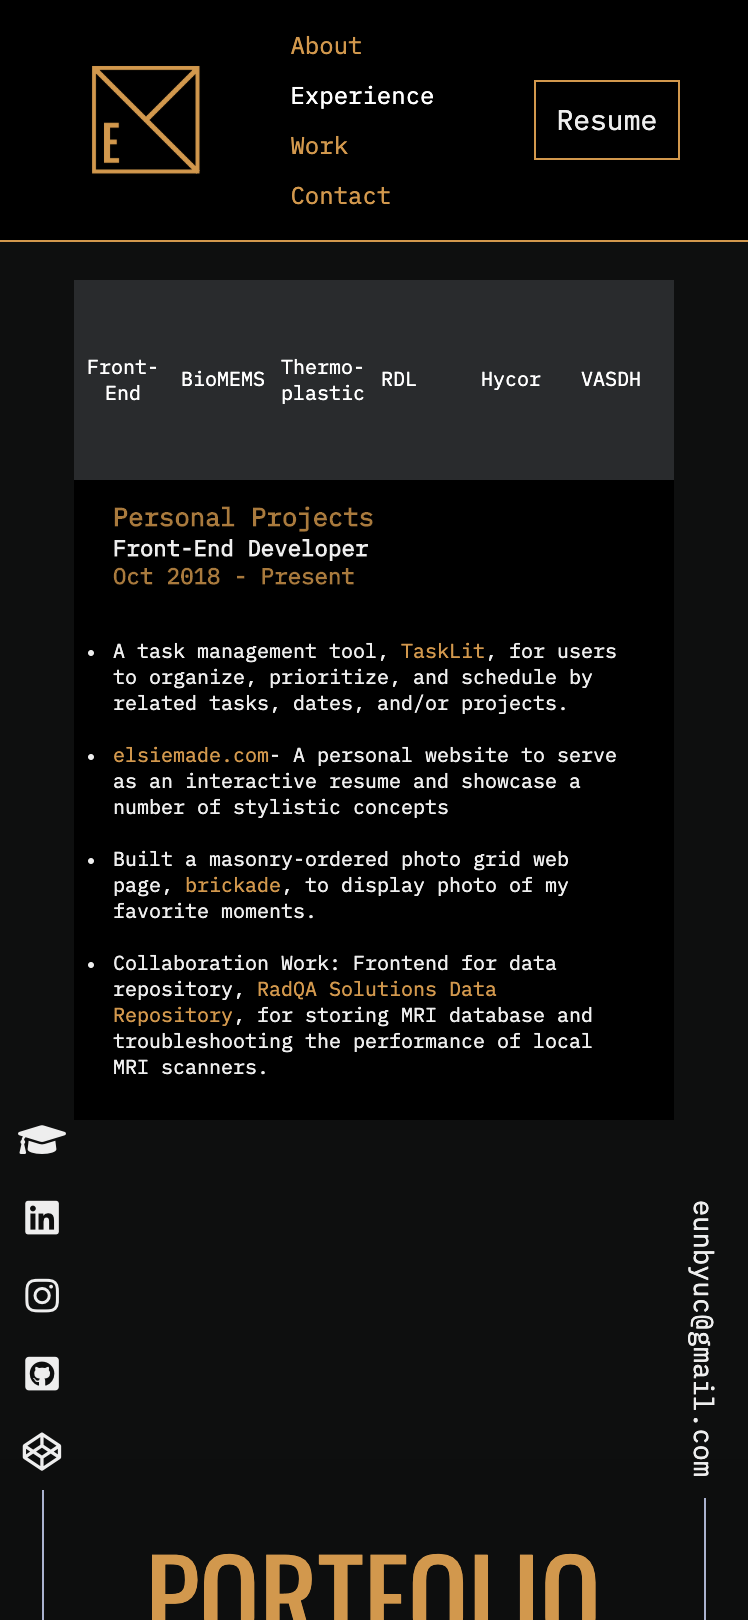 About
Experience
Work
Contact
E
Resume
Front-
End
BioMEMS
Thermo-
plastic
RDL
Hycor
VASDH
Personal Projects
Front-End Developer
Oct 2018 - Present
• A task management tool, TaskLit, for users
to organize, prioritize, and schedule by
related tasks, dates, and/or projects.
• elsiemade.com- A personal website to serve
as an interactive resume and showcase a
number of stylistic concepts
• Built a masonry-ordered photo grid web
page, brickade, to display photo of my
favorite moments.
• Collaboration Work: Frontend for data
repository, RadQA Solutions Data
Repository, for storing MRI database and
troubleshooting the performance of local
MRI scanners.
in
eunbyuc@gmail.com
PORTFOLIO